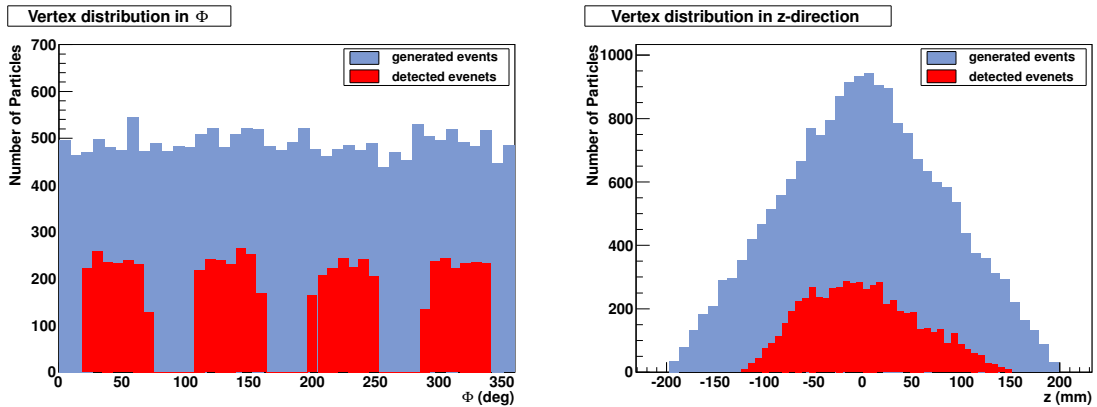 Vertex distribution in Φ
Number of Particles
700
600
500
400
300
200
100
0
generated events
detected evenets
0 50 100 150 200 250 300 350
Φ (deg)
Vertex distribution in z-direction
Number of Particles
1000
800
600
400
200
0
generated events
detected evenets
-200 -150 -100 -50 0 50 100 150 200
z (mm)